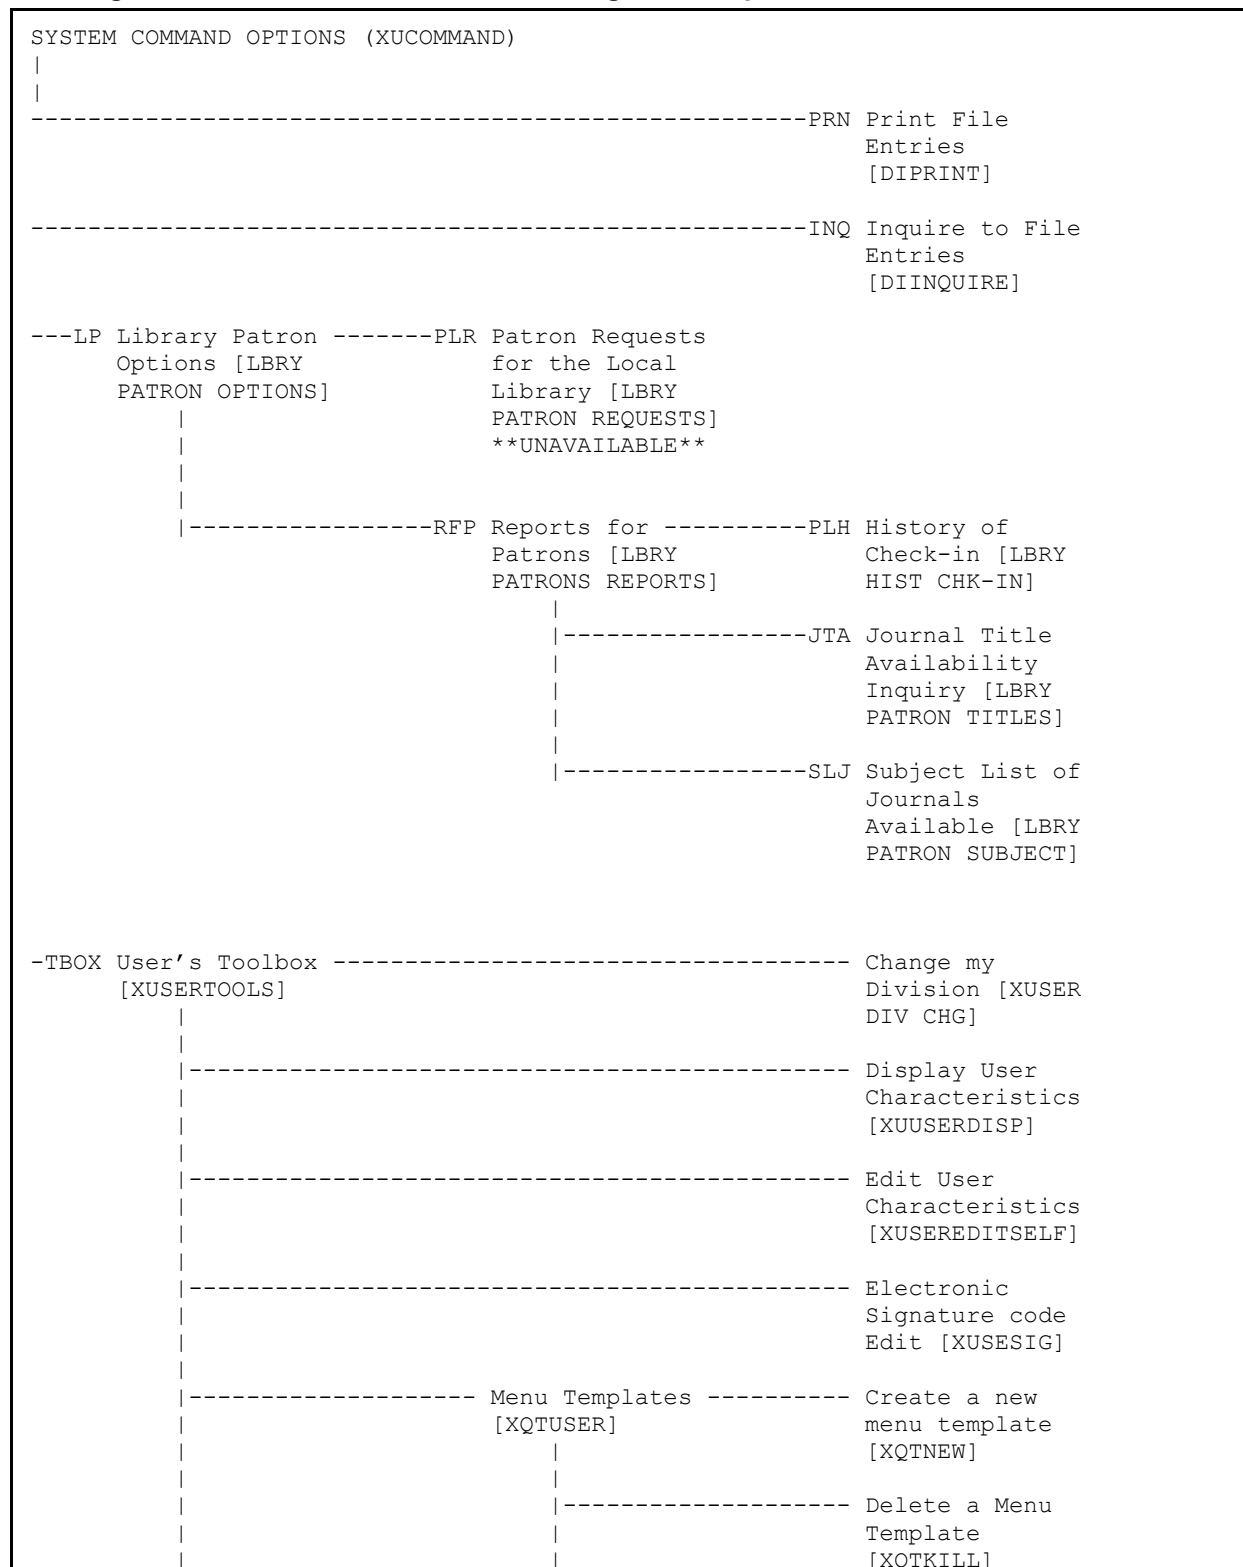 SYSTEM COMMAND OPTIONS (XUCOMMAND)
|
|
------------------------------------------------------PRN Print File
Entries
[DIPRINT]
------------------------------------------------------INQ Inquire to File
Entries
[DIINQUIRE]
---LP Library Patron -------PLR Patron Requests
Options [LBRY for the Local
PATRON OPTIONS] Library [LBRY
| PATRON REQUESTS]
| **UNAVAILABLE**
|
|
|-----------------RFP Reports for ----------PLH History of
Patrons [LBRY Check-in [LBRY
PATRONS REPORTS] HIST CHK-IN]
|
|-----------------JTA Journal Title
| Availability
| Inquiry [LBRY
| PATRON TITLES]
|
|-----------------SLJ Subject List of
Journals
Available [LBRY
PATRON SUBJECT]
-TBOX User’s Toolbox ------------------------------------ Change my
[XUSERTOOLS] Division [XUSER
| DIV CHG]
|
|---------------------------------------------- Display User
| Characteristics
| [XUUSERDISP]
|
|---------------------------------------------- Edit User
| Characteristics
| [XUSEREDITSELF]
|
|---------------------------------------------- Electronic
| Signature code
| Edit [XUSESIG]
|
|-------------------- Menu Templates ---------- Create a new
| [XQTUSER] menu template
| | [XQTNEW]
| |
| |-------------------- Delete a Menu
| | Template
| | [XQTKILL]